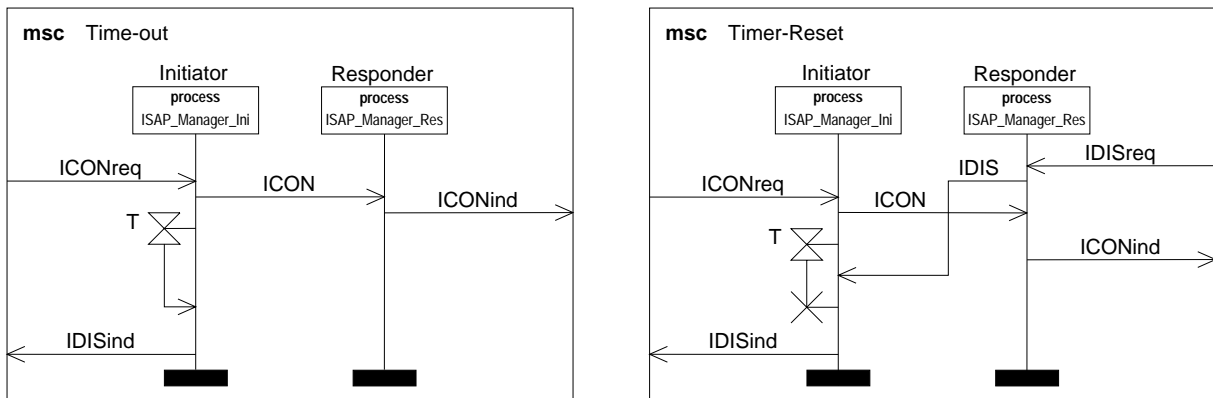 msc Time-out
Initiator
Responder
process
ISAP_Manager_Ini
process
ISAP_Manager_Res
ICONreq
ICON
ICONind
T
IDISind
msc Timer-Reset
Initiator
Responder
process
ISAP_Manager_Ini
process
ISAP_Manager_Res
IDISreq
IDIS
ICONreq
ICON
T
ICONind
IDISind